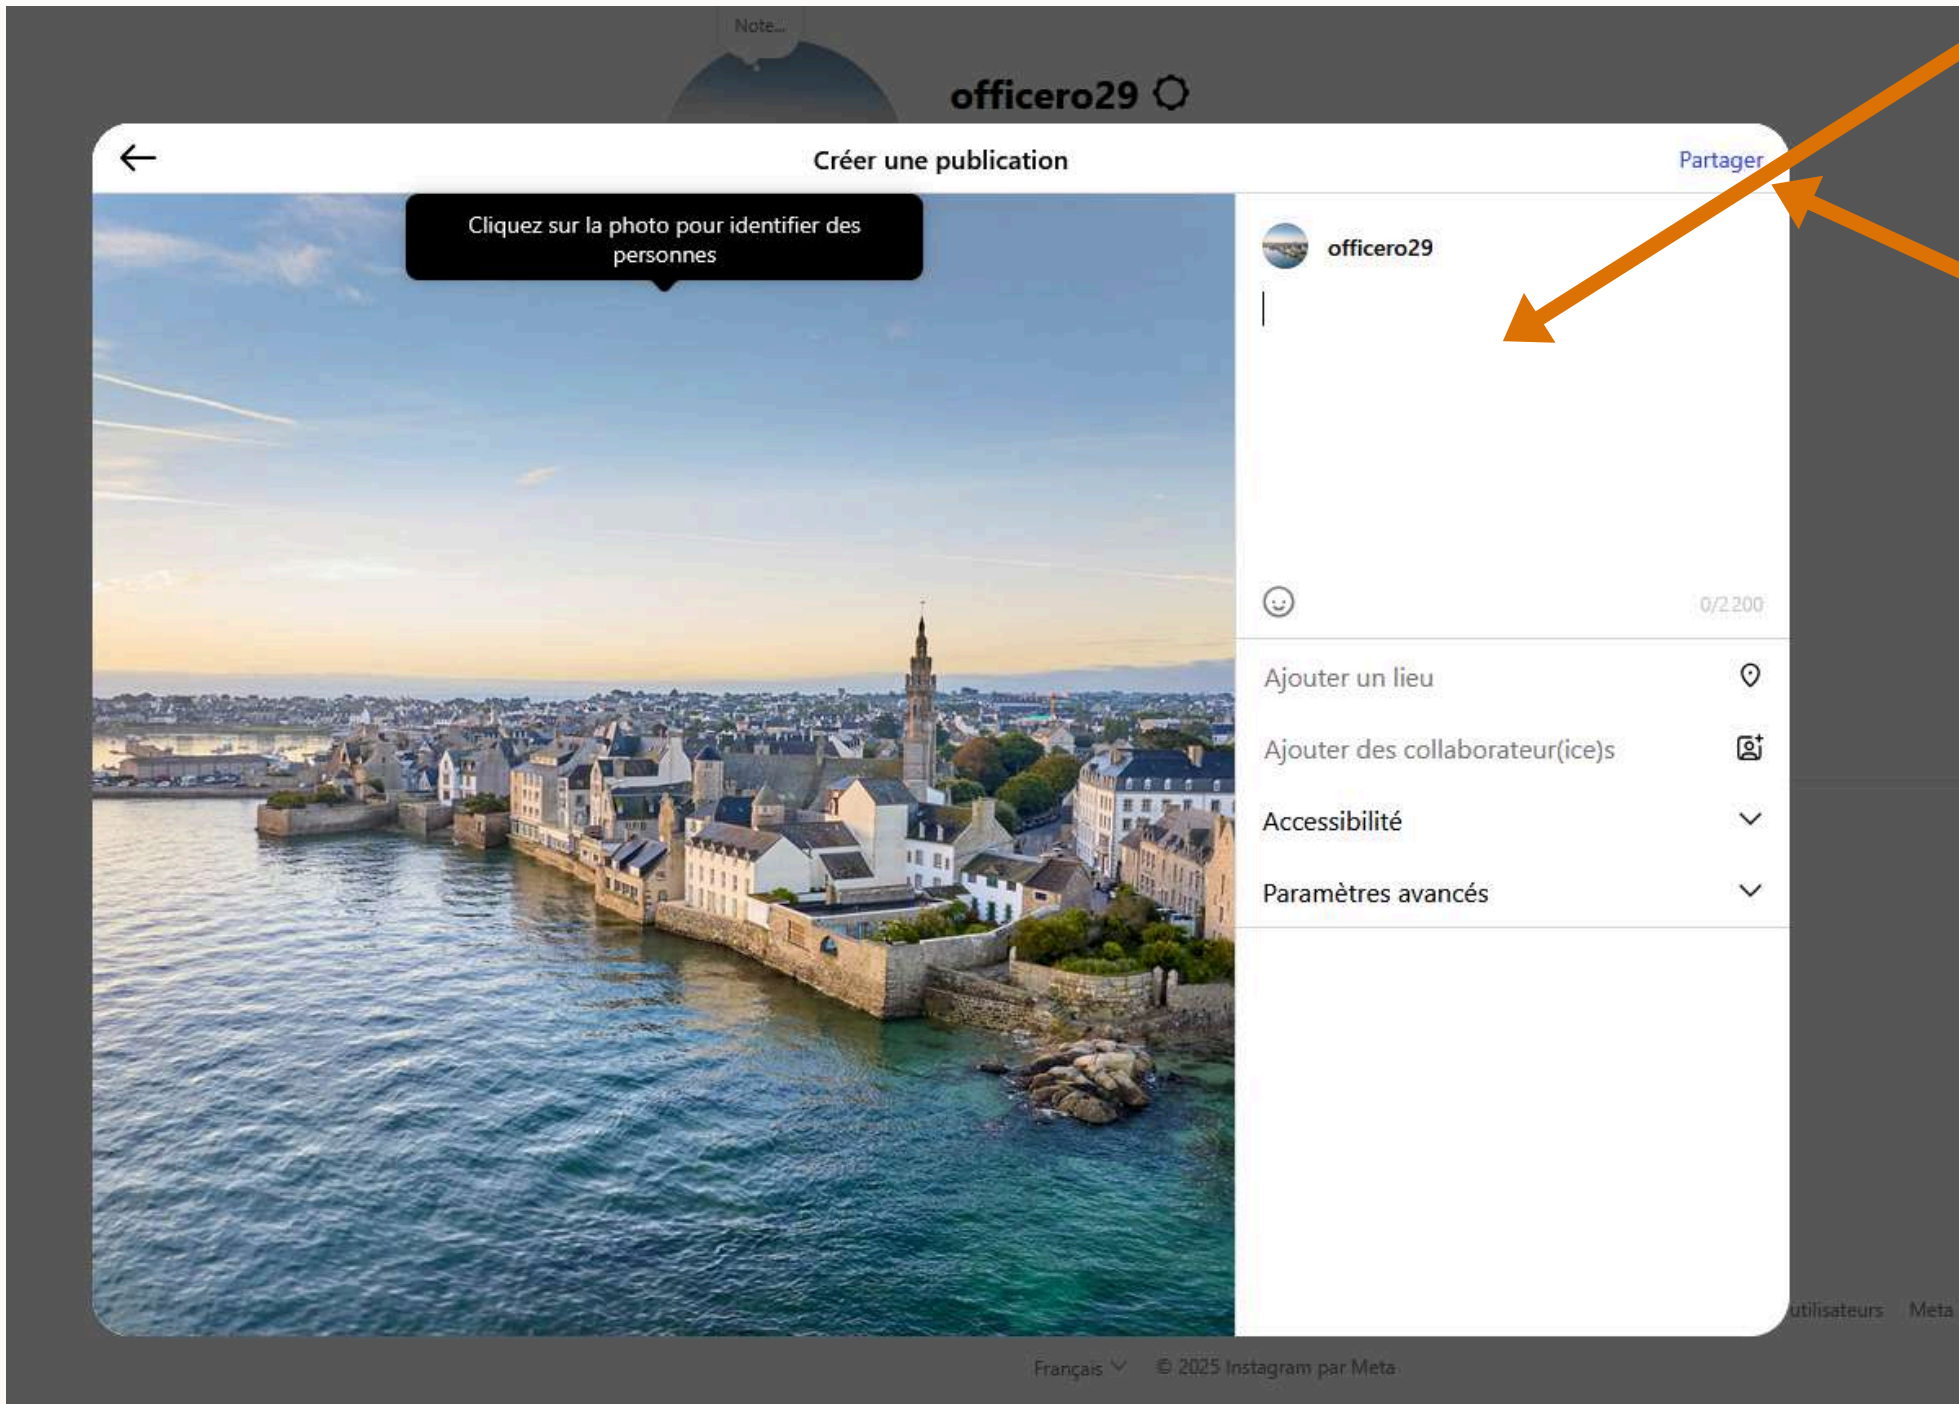 Note...
officero29
Créer une publication
Partager
Cliquez sur la photo pour identifier des
personnes
officero29
0/2 200
Ajouter un lieu
Ajouter des collaborateur(ice)s
Accessibilité
Paramètres avancés
utilisateurs Meta
Français © 2025 Instagram par Meta